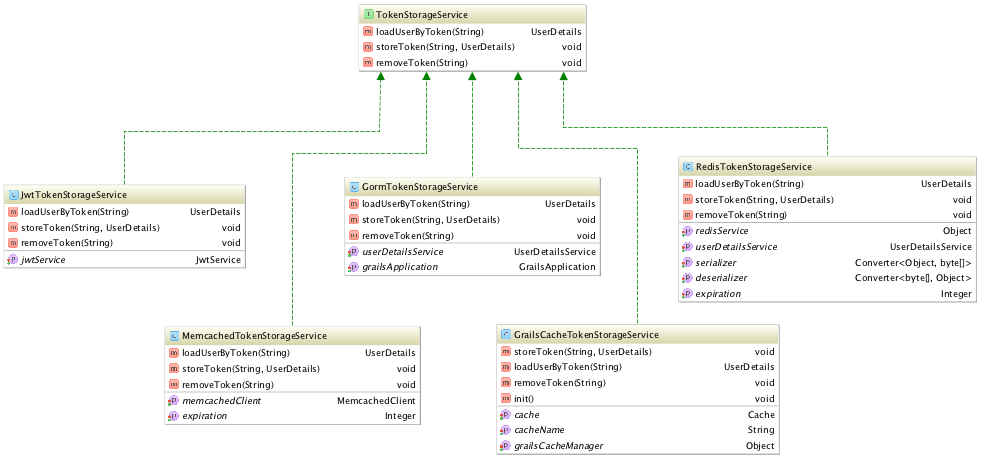 TokenStorageService
loadUserByToken(String) UserDetails
storeToken(String, UserDetails) void
removeToken(String) void
JwtTokenStorageService
loadUserByToken(String) UserDetails
storeToken(String, UserDetails) void
removeToken(String) void
jwtService JwtService
GormTokenStorageService
loadUserByToken(String) UserDetails
storeToken(String, UserDetails) void
removeToken(String) void
userDetailsService UserDetailsService
grailsApplication GrailsApplication
RedisTokenStorageService
loadUserByToken(String) UserDetails
storeToken(String, UserDetails) void
removeToken(String) void
redisService Object
userDetailsService UserDetailsService
serializer Converter<Object, byte[]>
deserializer Converter<byte[], Object>
expiration Integer
MemcachedTokenStorageService
loadUserByToken(String) UserDetails
storeToken(String, UserDetails) void
removeToken(String) void
memcachedClient MemcachedClient
expiration Integer
GrailsCacheTokenStorageService
storeToken(String, UserDetails) void
loadUserByToken(String) UserDetails
removeToken(String) void
init() void
cache Cache
cacheName String
grailsCacheManager Object